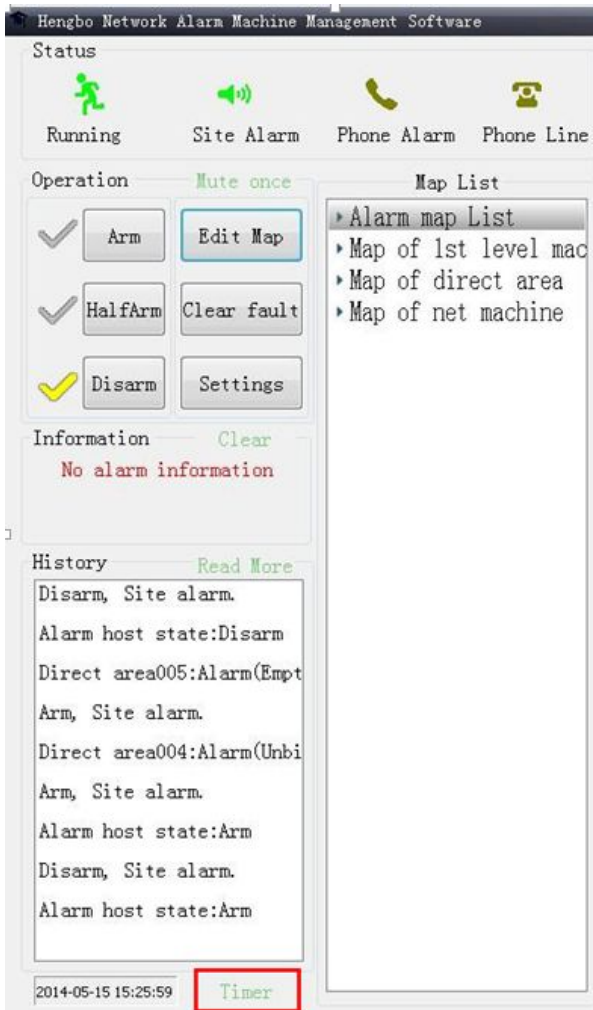 Hengbo Network Alarm Machine Management Software
Status
Running
Site Alarm
Phone Alarm
Phone Line
Operation
Mute once
Arm
Edit Map
HalfArm
Clear fault
Disarm
Settings
Information
Clear
No alarm information
History
Read More
Disarm, Site alarm.
Alarm host state:Disarm
Direct area005:Alarm(Empt
Arm, Site alarm.
Direct area004:Alarm(Unbi
Arm, Site alarm.
Alarm host state:Arm
Disarm, Site alarm.
Alarm host state:Arm
2014-05-15 15:25:59
Timer
Map List
Alarm map List
Map of 1st level mac
Map of direct area
Map of net machine